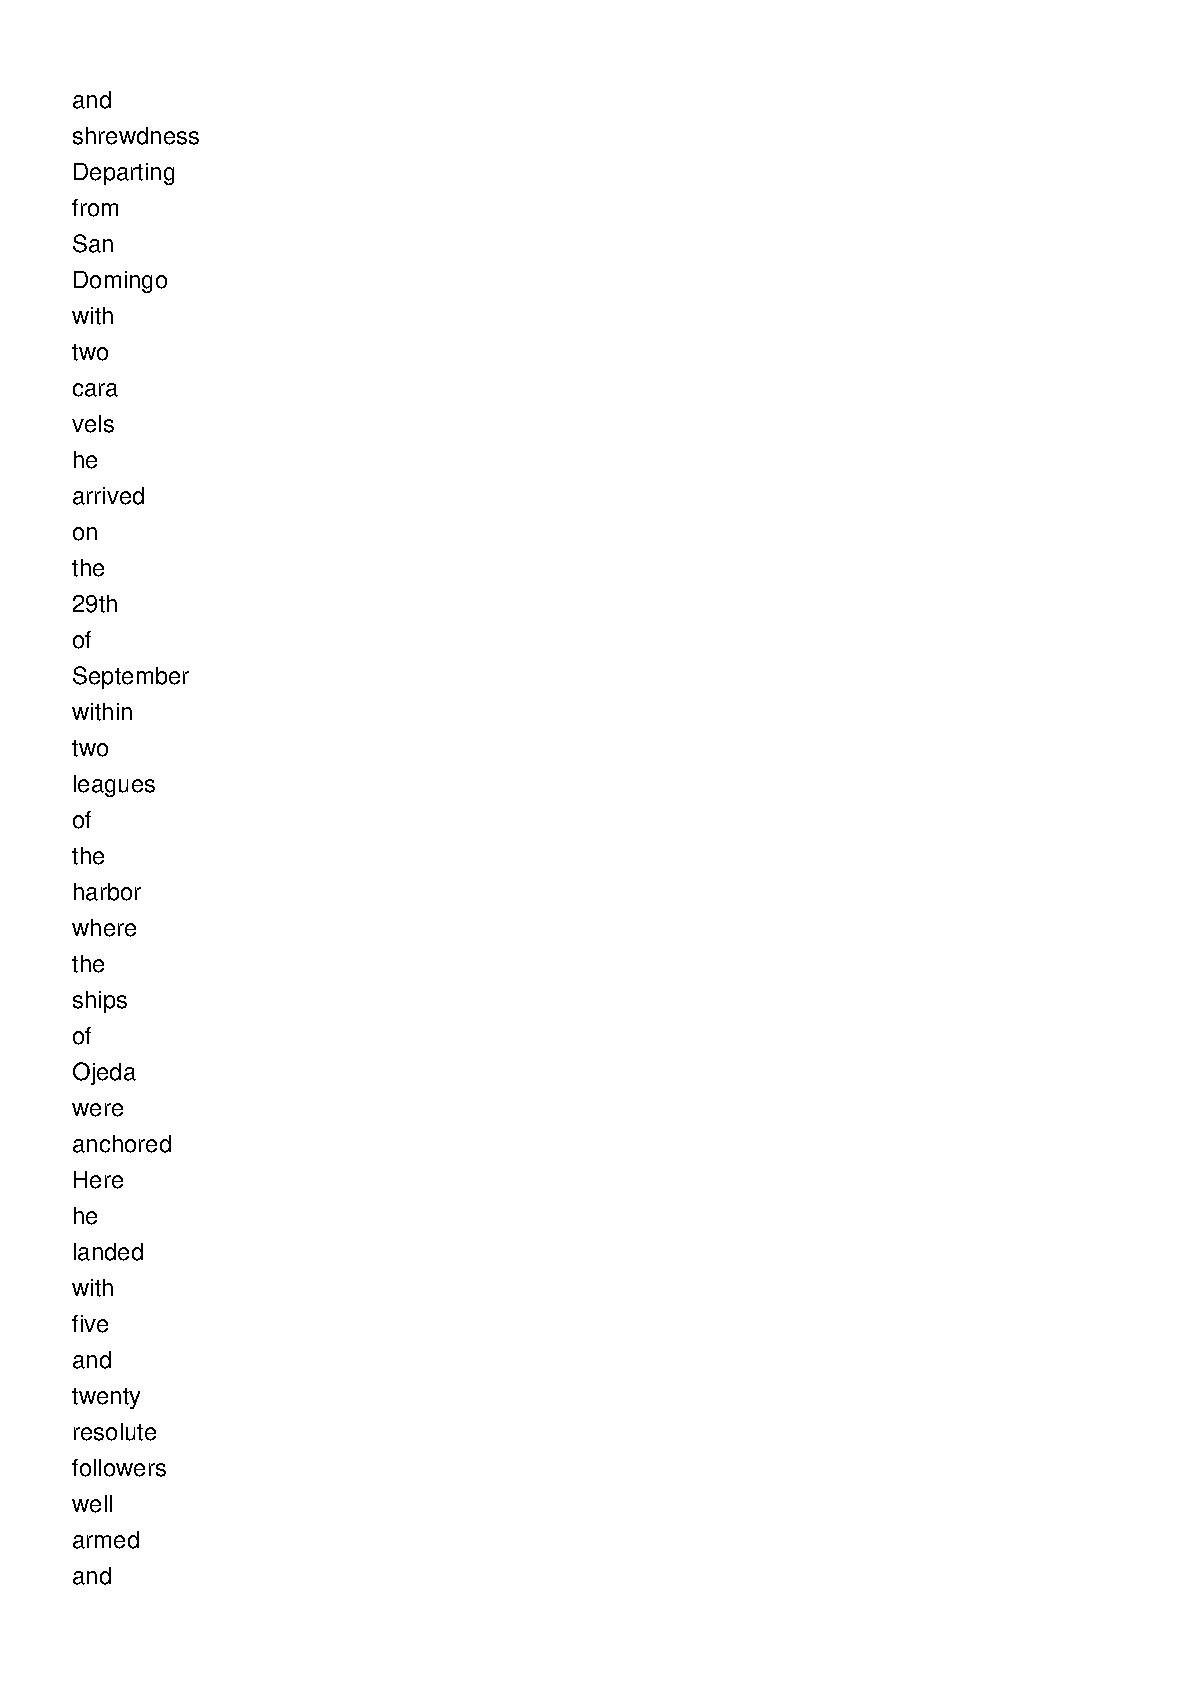 and
shrewdness
Departing
from
San
Domingo
with
two
cara
vels
he
arrived
on
the
29th
of
September
within
two
leagues
of
the
harbor
where
the
ships
of
Ojeda
were
anchored
Here
he
landed
with
five
and
twenty
resolute
followers
well
armed
and